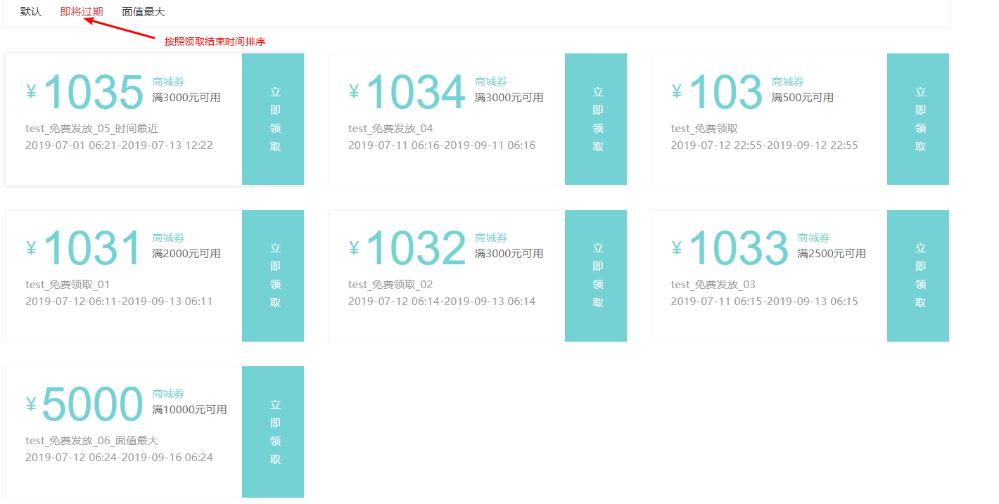 默认 即将过期 面值最大
按照领取结束时间排序
¥ 1035 商城券
满3000元可用
test_免费发放_05_时间最近
2019-07-01 06:21-2019-07-13 12:22
立
即
领
取
¥ 1034 商城券
满3000元可用
test_免费发放_04
2019-07-11 06:16-2019-09-11 06:16
立
即
领
取
¥ 103 商城券
满500元可用
test_免费领取
2019-07-12 22:55-2019-09-12 22:55
立
即
领
取
¥ 1031 商城券
满2000元可用
test_免费领取_01
2019-07-12 06:11-2019-09-13 06:11
立
即
领
取
¥ 1032 商城券
满3000元可用
test_免费领取_02
2019-07-12 06:14-2019-09-13 06:14
立
即
领
取
¥ 1033 商城券
满2500元可用
test_免费发放_03
2019-07-11 06:15-2019-09-13 06:15
立
即
领
取
¥ 5000 商城券
满10000元可用
test_免费发放_06_面值最大
2019-07-12 06:24-2019-09-16 06:24
立
即
领
取